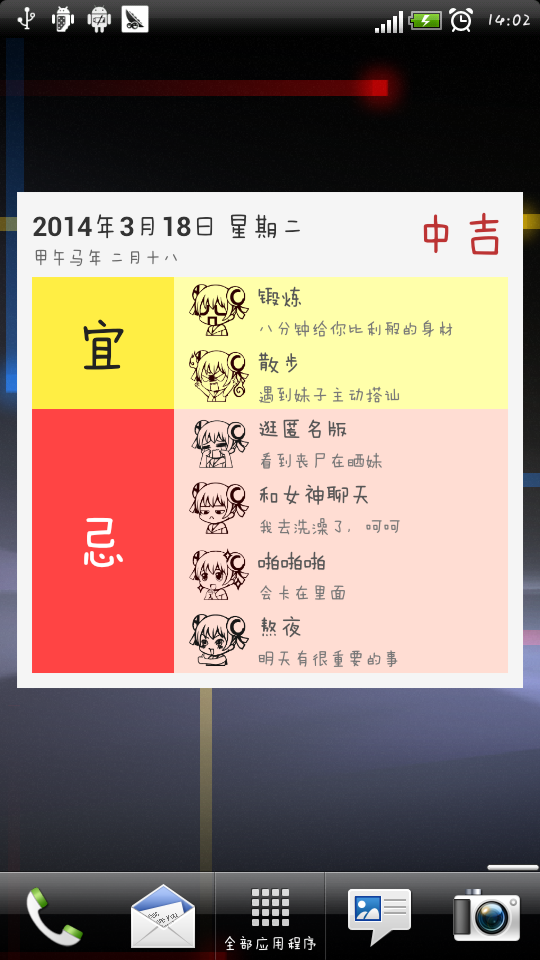 14:02
2014年3月18日 星期二
中吉
甲午马年 二月十八
宜
锻炼
八分钟给你比利般的身材
散步
遇到妹子主动搭讪
忌
逛匿名版
看到丧尸在晒妹
和女神聊天
我去洗澡了，呵呵
啪啪啪
会卡在里面
熬夜
明天有很重要的事
全部应用程序